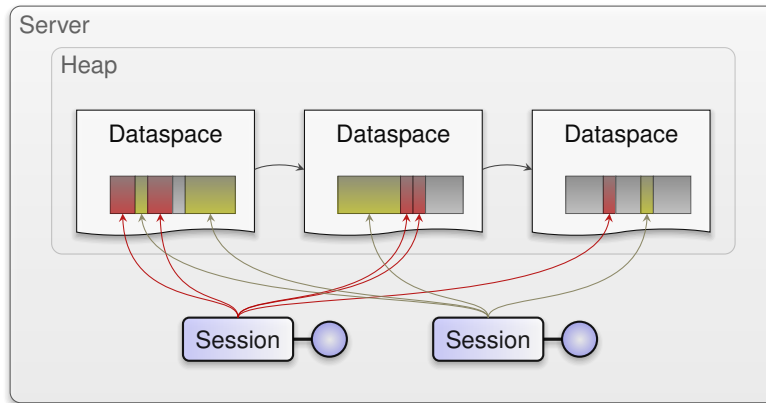 Server
Heap
Dataspace
Dataspace
Dataspace
Session
Session